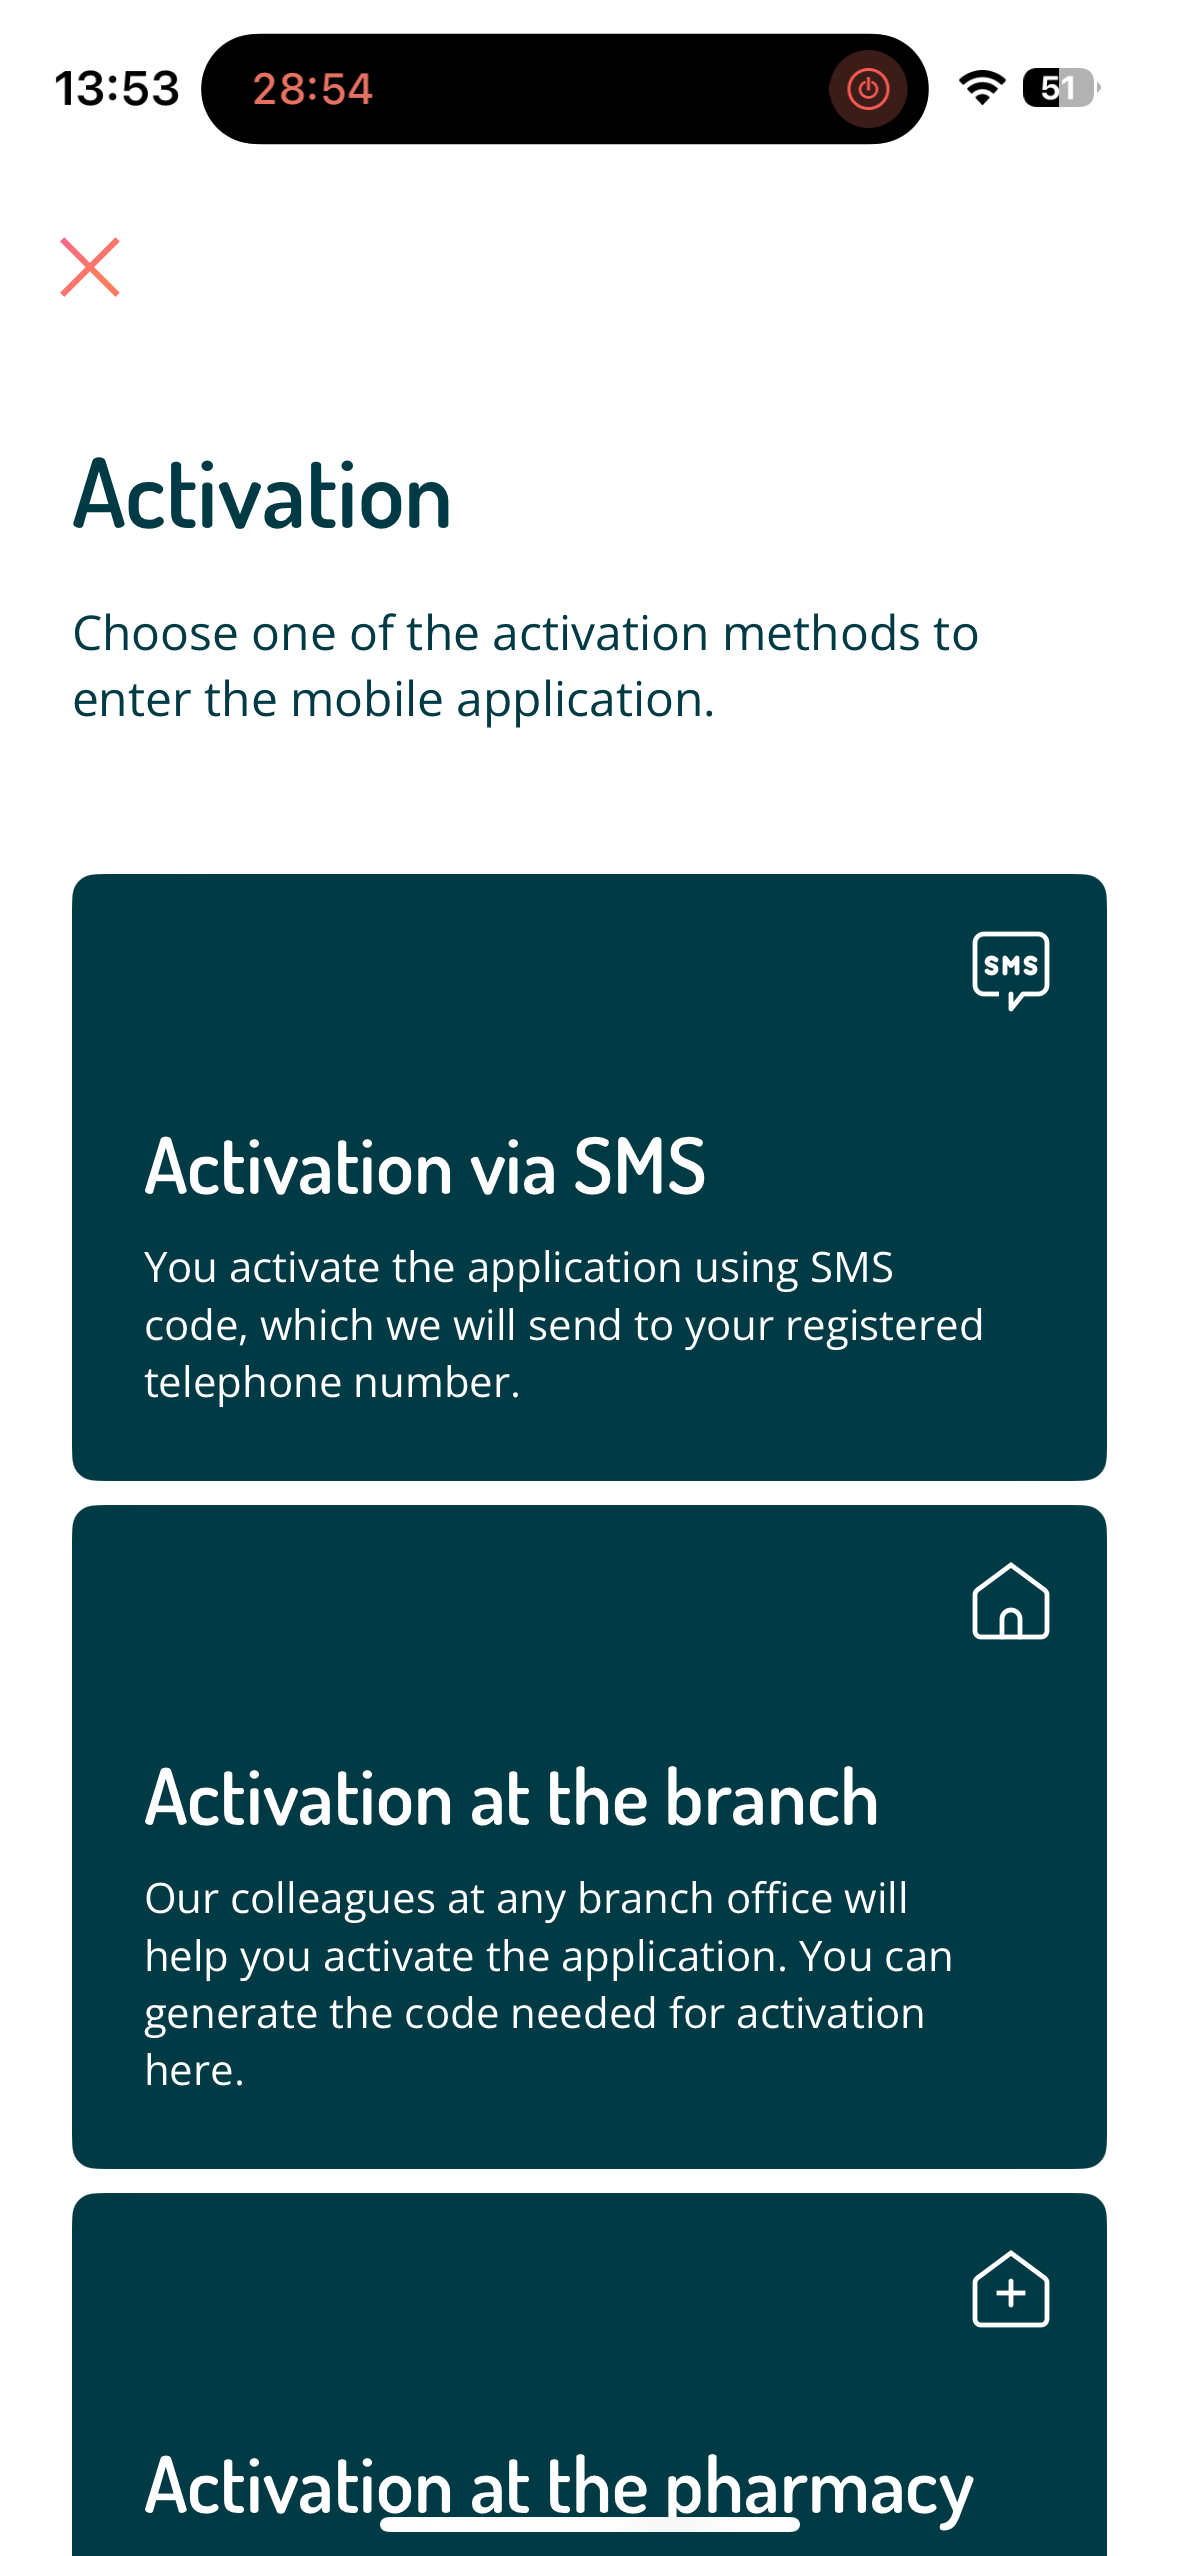 13:53
28:54
51
Activation
Choose one of the activation methods to
enter the mobile application.
SMS
Activation via SMS
You activate the application using SMS
code, which we will send to your registered
telephone number.
Activation at the branch
Our colleagues at any branch office will
help you activate the application. You can
generate the code needed for activation
here.
Activation at the pharmacy